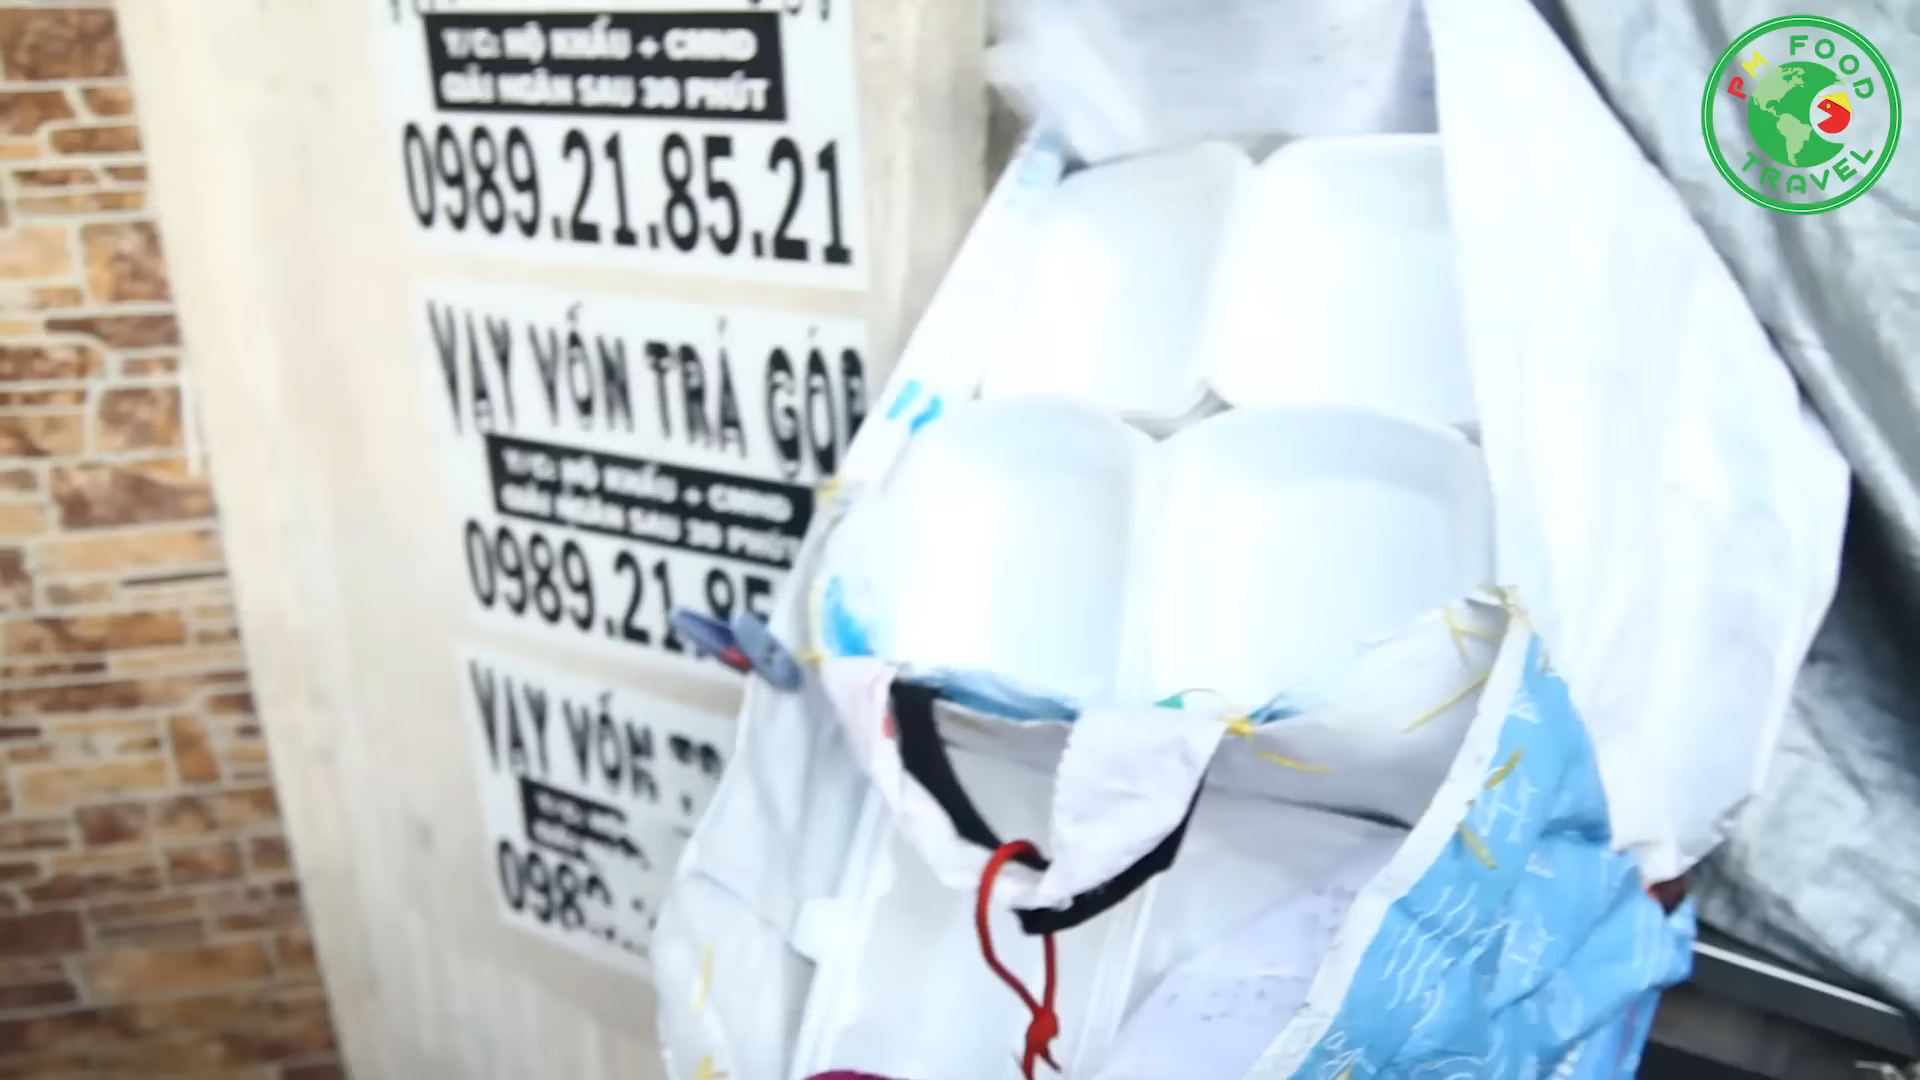 Y/C: HỘ KHẨU + CMND
GIẢI NGÂN SAU 30 PHÚT
0989.21.85.21
VAY VỐN TRẢ GÓP
Y/C: HỘ KHẨU + CMND
GIẢI NGÂN SAU 30 PHÚT
0989.21.85
VAY VỐN
PM FOOD
TRAVEL